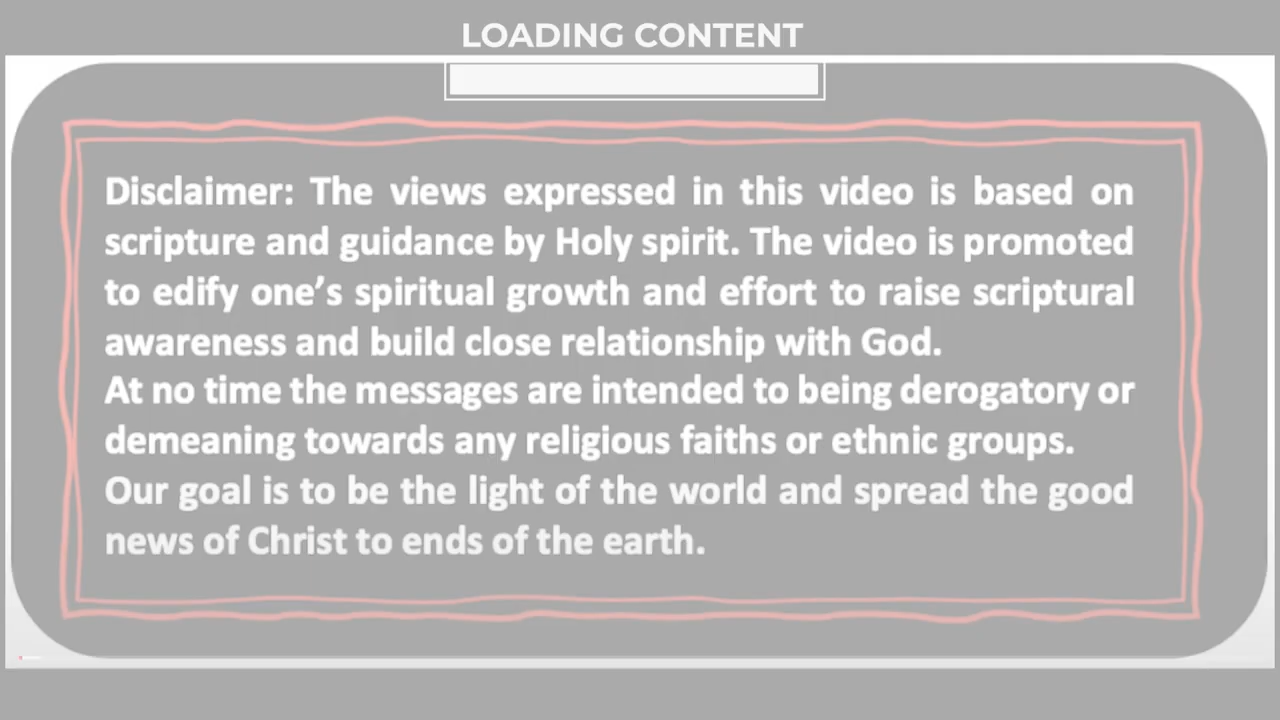 LOADING CONTENT
Disclaimer: The views expressed in this video is based on
scripture and guidance by Holy spirit. The video is promoted
to edify one’s spiritual growth and effort to raise scriptural
awareness and build close relationship with God.
At no time the messages are intended to being derogatory or
demeaning towards any religious faiths or ethnic groups.
Our goal is to be the light of the world and spread the good
news of Christ to ends of the earth.